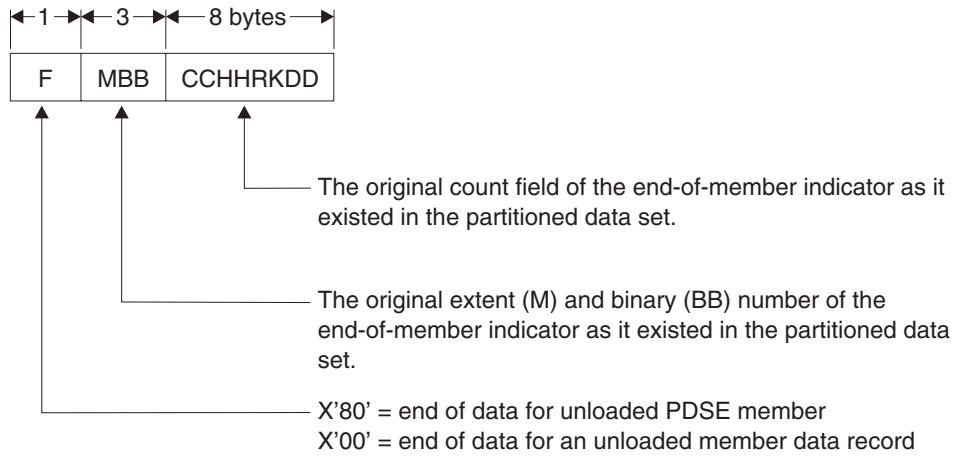 1 3 8 bytes
F MBB CCHHRKDD
The original count field of the end-of-member indicator as it
existed in the partitioned data set.
The original extent (M) and binary (BB) number of the
end-of-member indicator as it existed in the partitioned data
set.
X’80’ = end of data for unloaded PDSE member
X’00’ = end of data for an unloaded member data record